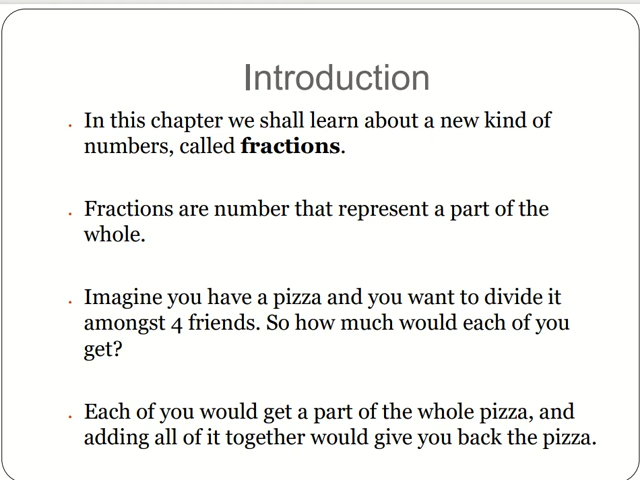 Introduction
. In this chapter we shall learn about a new kind of
numbers, called fractions.
. Fractions are number that represent a part of the
whole.
. Imagine you have a pizza and you want to divide it
amongst 4 friends. So how much would each of you
get?
. Each of you would get a part of the whole pizza, and
adding all of it together would give you back the pizza.